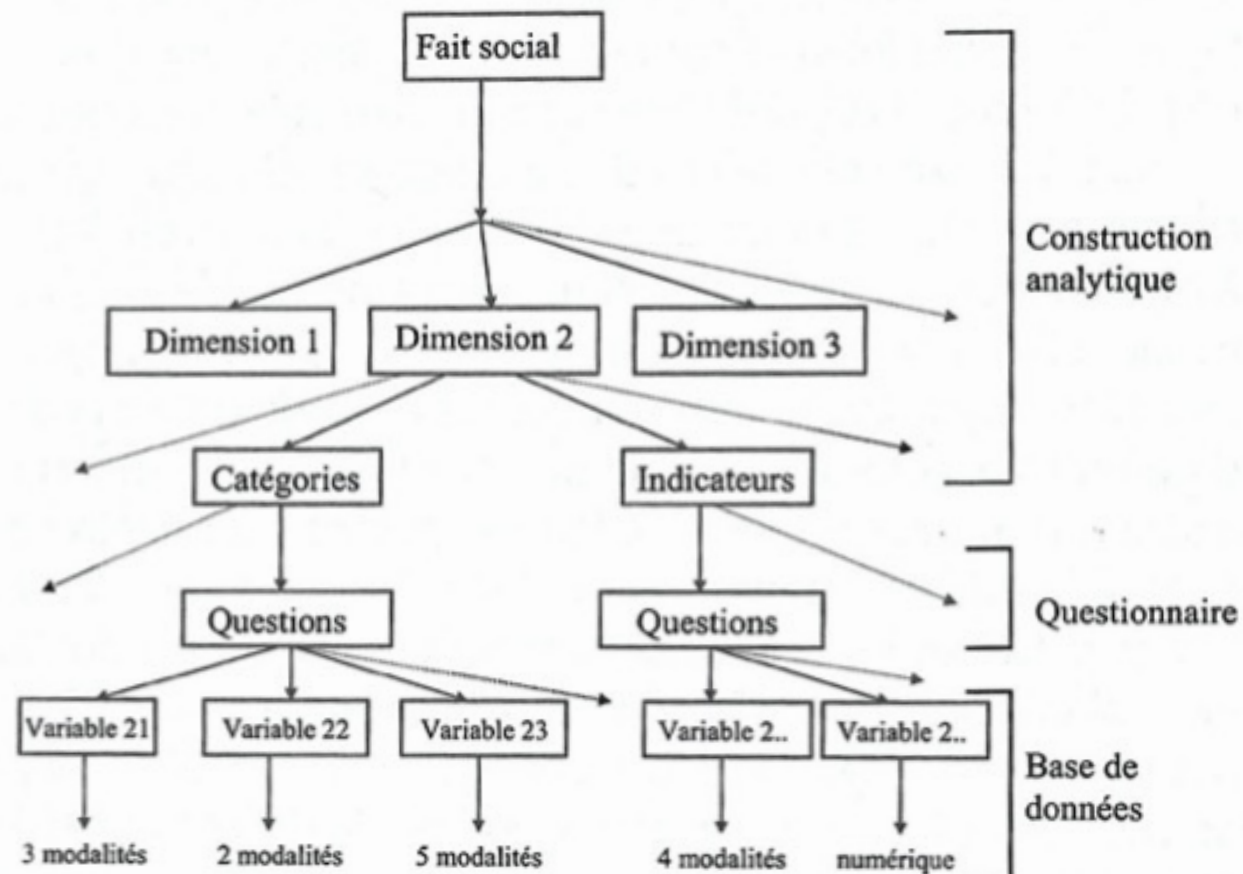 Fait social
Construction
analytique
Dimension 1
Dimension 2
Dimension 3
Catégories
Indicateurs
Questions
Questions
Questionnaire
Variable 21
Variable 22
Variable 23
Variable 2..
Variable 2..
Base de
données
3 modalités
2 modalités
5 modalités
4 modalités
numérique